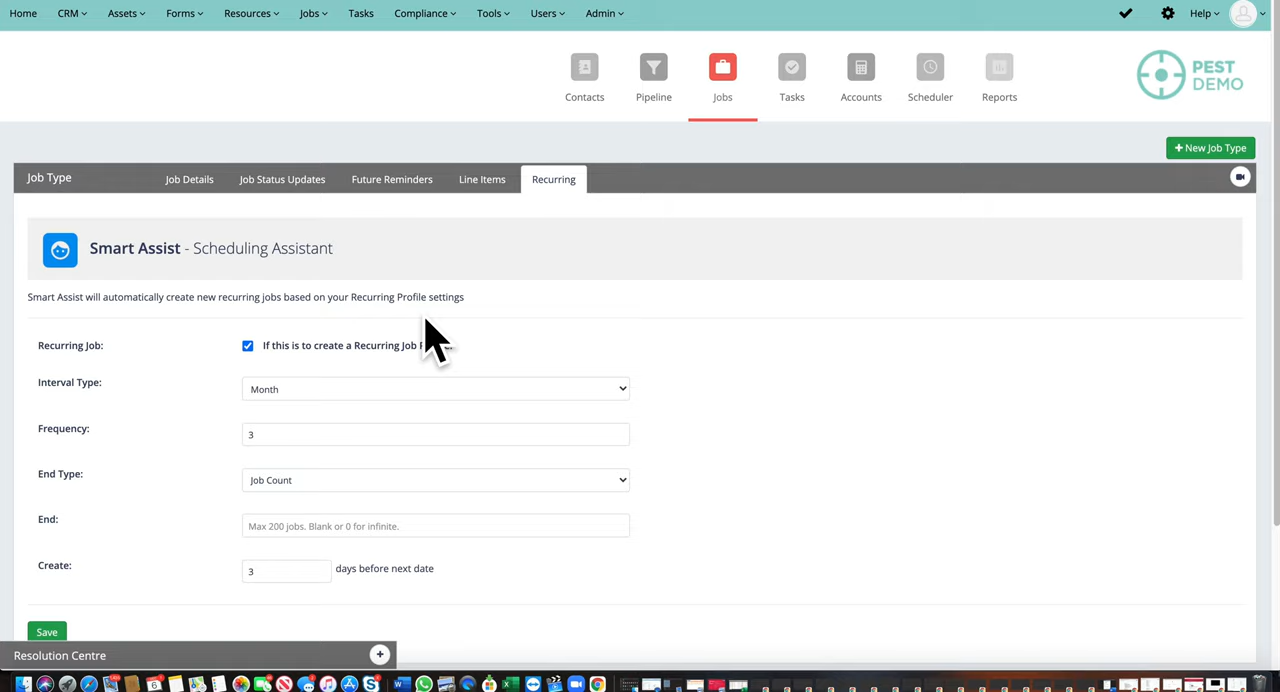 Home CRM Assets Forms Resources Jobs Tasks Compliance Tools Users Admin Help
Contacts Pipeline Jobs Tasks Accounts Scheduler Reports
PEST
DEMO
+ New Job Type
Job Type Job Details Job Status Updates Future Reminders Line Items Recurring
Smart Assist - Scheduling Assistant
Smart Assist will automatically create new recurring jobs based on your Recurring Profile settings
Recurring Job: If this is to create a Recurring Job
Interval Type: Month
Frequency: 3
End Type: Job Count
End: Max 200 jobs. Blank or 0 for infinite.
Create: 3 days before next date
Save
Resolution Centre